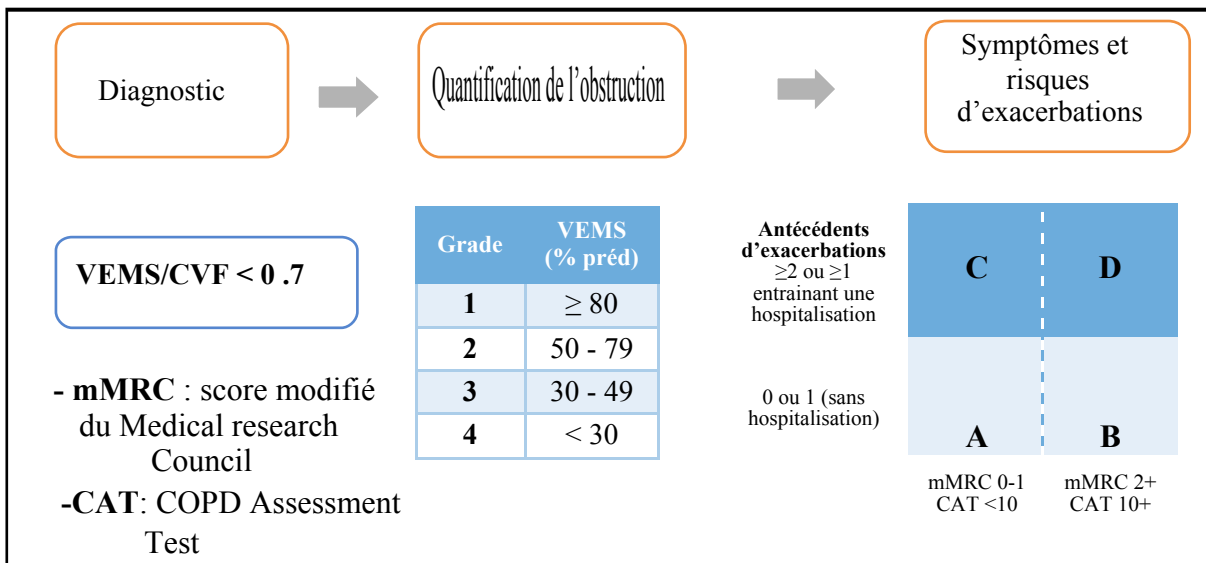 Diagnostic
Quantification de l'obstruction
Symptômes et
risques
d'exacerbations
VEMS/CVF < 0 .7
- mMRC : score modifié
du Medical research
Council
-CAT: COPD Assessment
Test
Grade VEMS
(% préd)
1 ≥ 80
2 50 - 79
3 30 - 49
4 < 30
Antécédents
d'exacerbations
≥2 ou ≥1
entrainant une
hospitalisation
0 ou 1 (sans
hospitalisation)
C D
A B
mMRC 0-1 mMRC 2+
CAT <10 CAT 10+